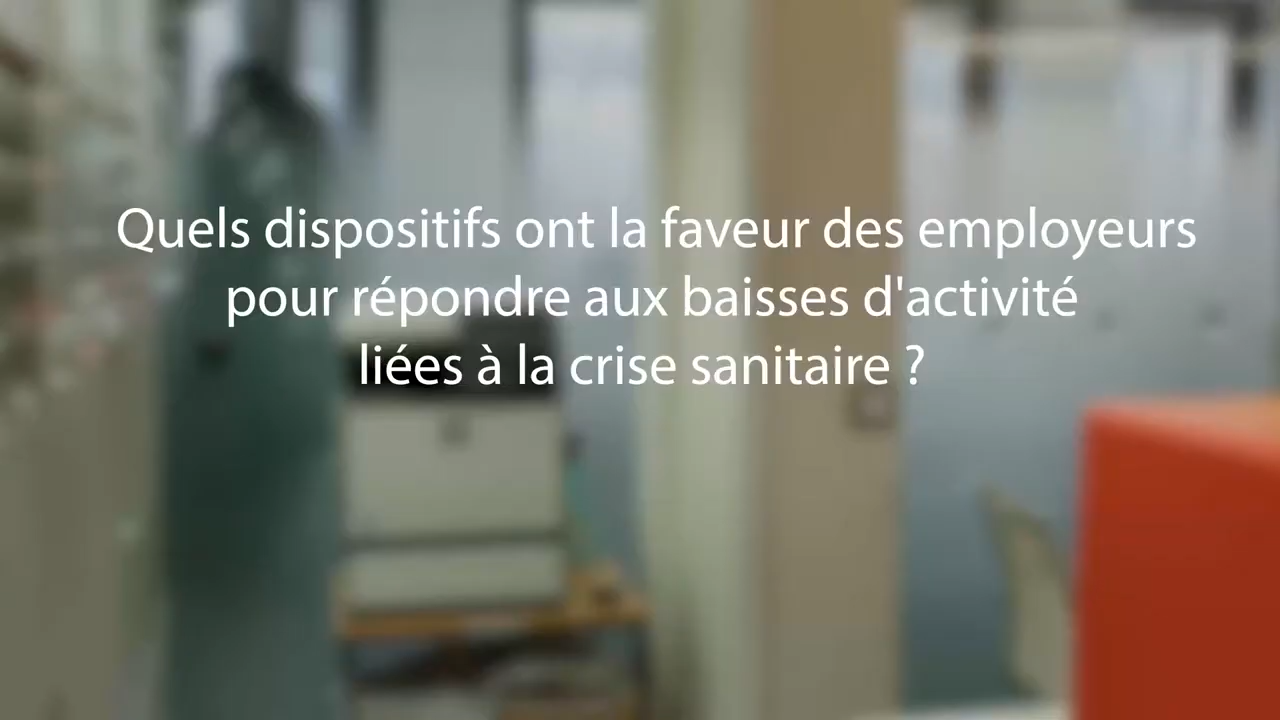 Quels dispositifs ont la faveur des employeurs
pour répondre aux baisses d'activité
liées à la crise sanitaire ?